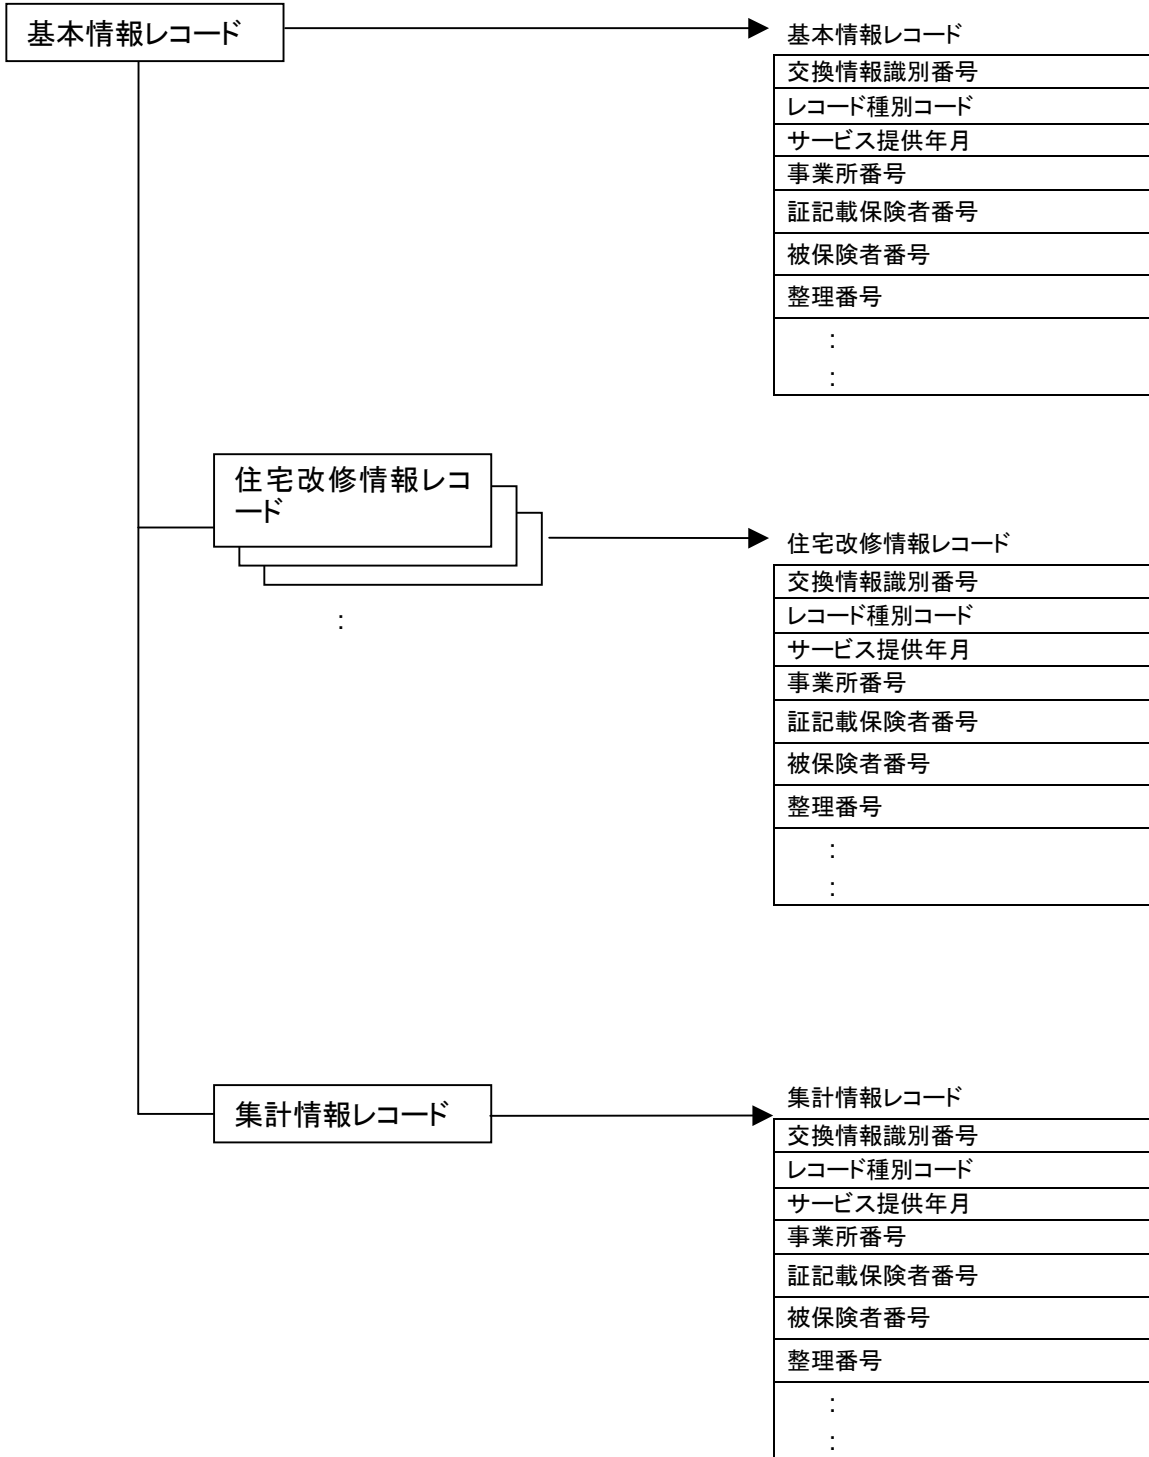 基本情報レコード
基本情報レコード
交換情報識別番号
レコード種別コード
サービス提供年月
事業所番号
証記載保険者番号
被保険者番号
整理番号
:
:
住宅改修情報レコ
ード
:
住宅改修情報レコード
交換情報識別番号
レコード種別コード
サービス提供年月
事業所番号
証記載保険者番号
被保険者番号
整理番号
:
:
集計情報レコード
集計情報レコード
交換情報識別番号
レコード種別コード
サービス提供年月
事業所番号
証記載保険者番号
被保険者番号
整理番号
:
: